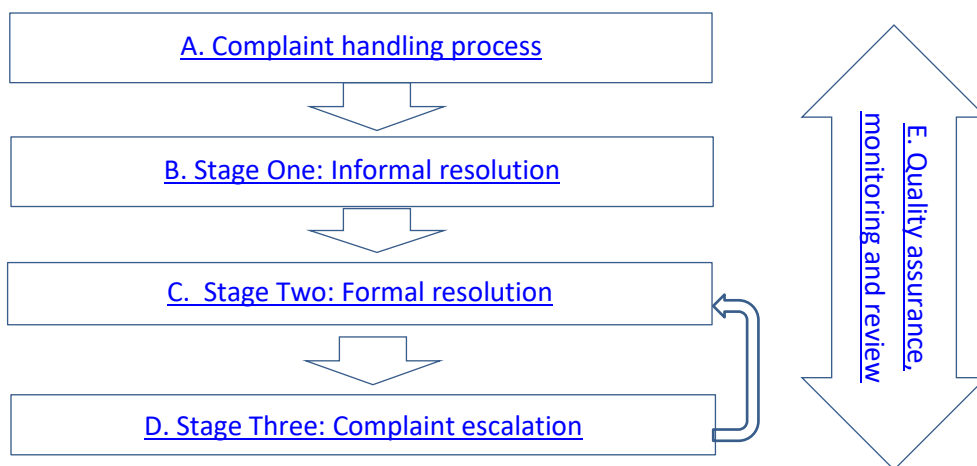 A. Complaint handling process
B. Stage One: Informal resolution
C.  Stage Two: Formal resolution
D. Stage Three: Complaint escalation
E. Quality assurance,
monitoring and review